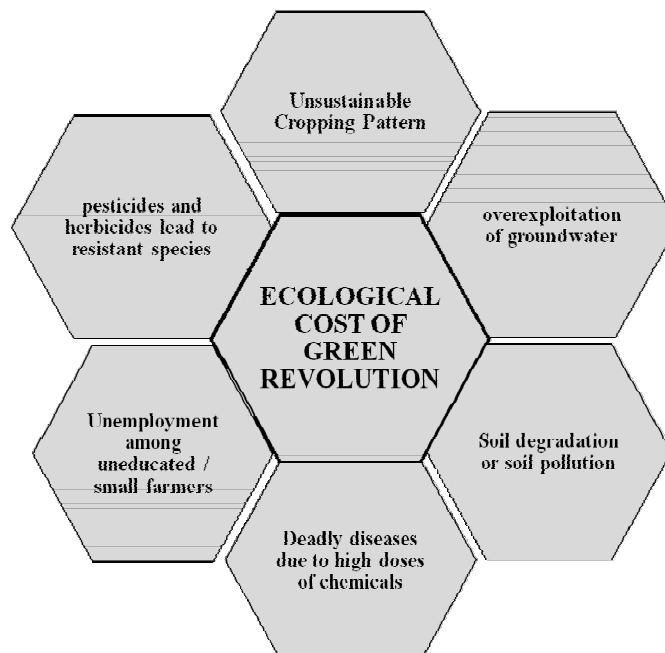 Unsustainable
Cropping Pattern
pesticides and
herbicides lead to
resistant species
overexploitation
of groundwater
ECOLOGICAL
COST OF
GREEN
REVOLUTION
Unemployment
among
uneducated /
small farmers
Soil degradation
or soil pollution
Deadly diseases
due to high doses
of chemicals